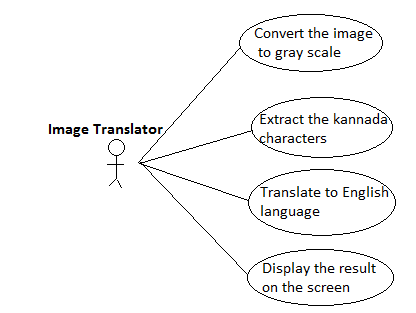 Convert the image
to gray scale
Image Translator
Extract the kannada
characters
Translate to English
language
Display the result
on the screen